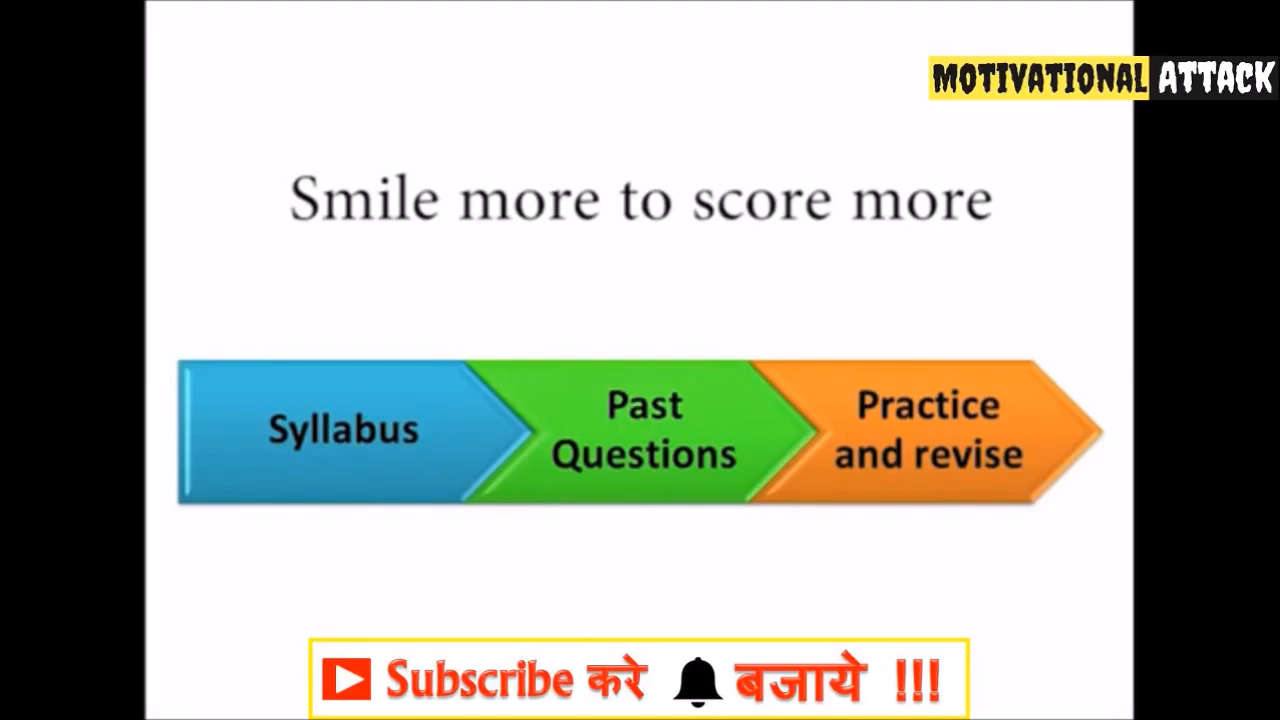 MOTIVATIONAL ATTACK
Smile more to score more
Syllabus
Past
Questions
Practice
and revise
Subscribe करे बजाये !!!